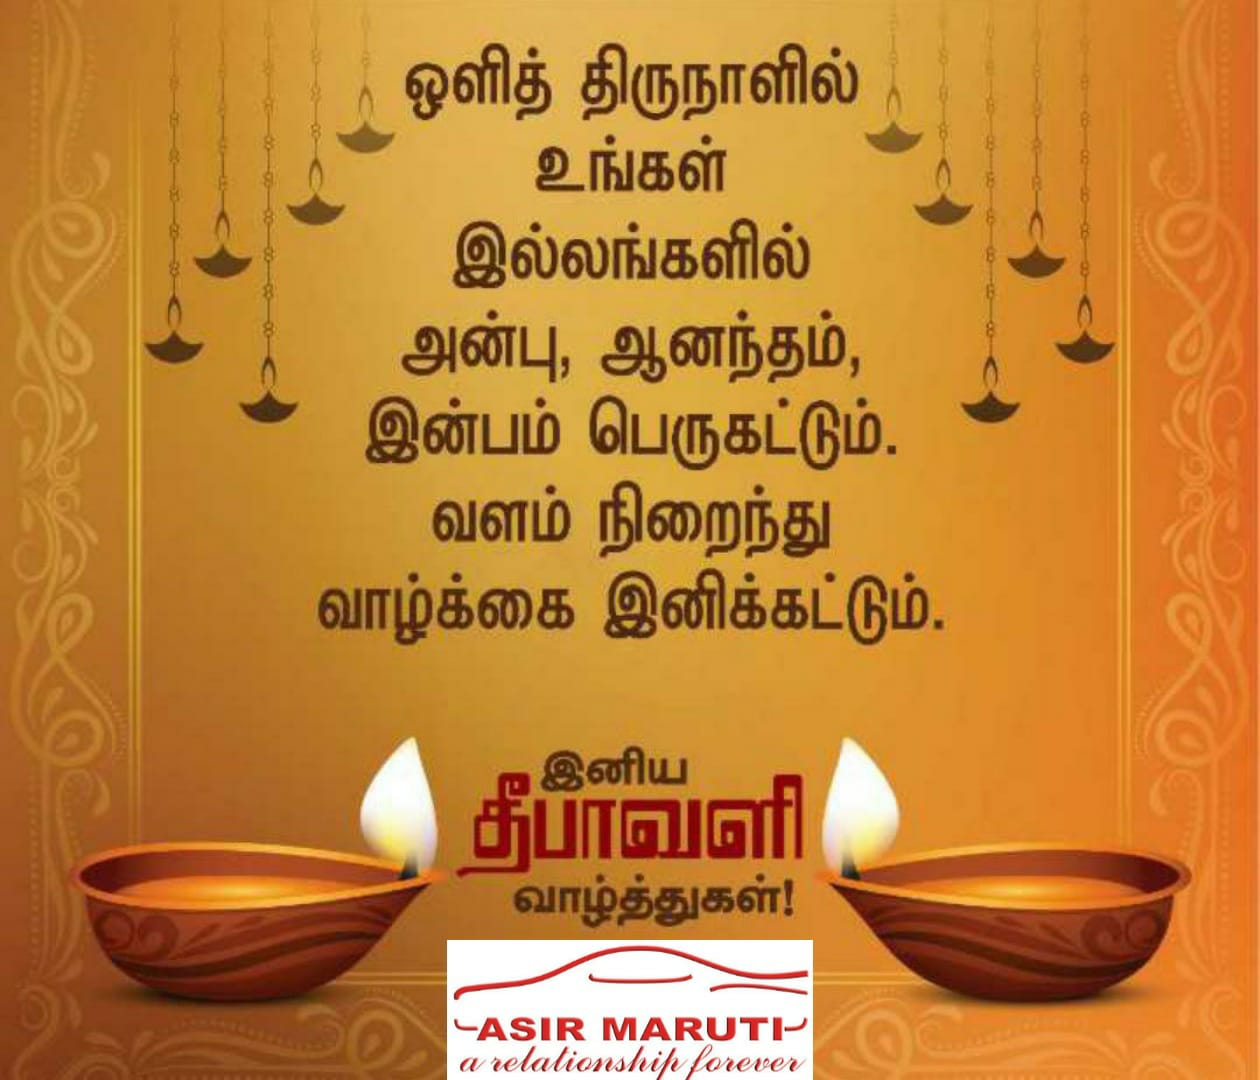 ஒளித் திருநாளில்
உங்கள்
இல்லங்களில்
அன்பு, ஆனந்தம்,
இன்பம் பெருகட்டும்.
வளம் நிறைந்து
வாழ்க்கை இனிக்கட்டும்.
இனிய
தீபாவளி
வாழ்த்துகள்!
ASIR MARUTI
a relationship forever